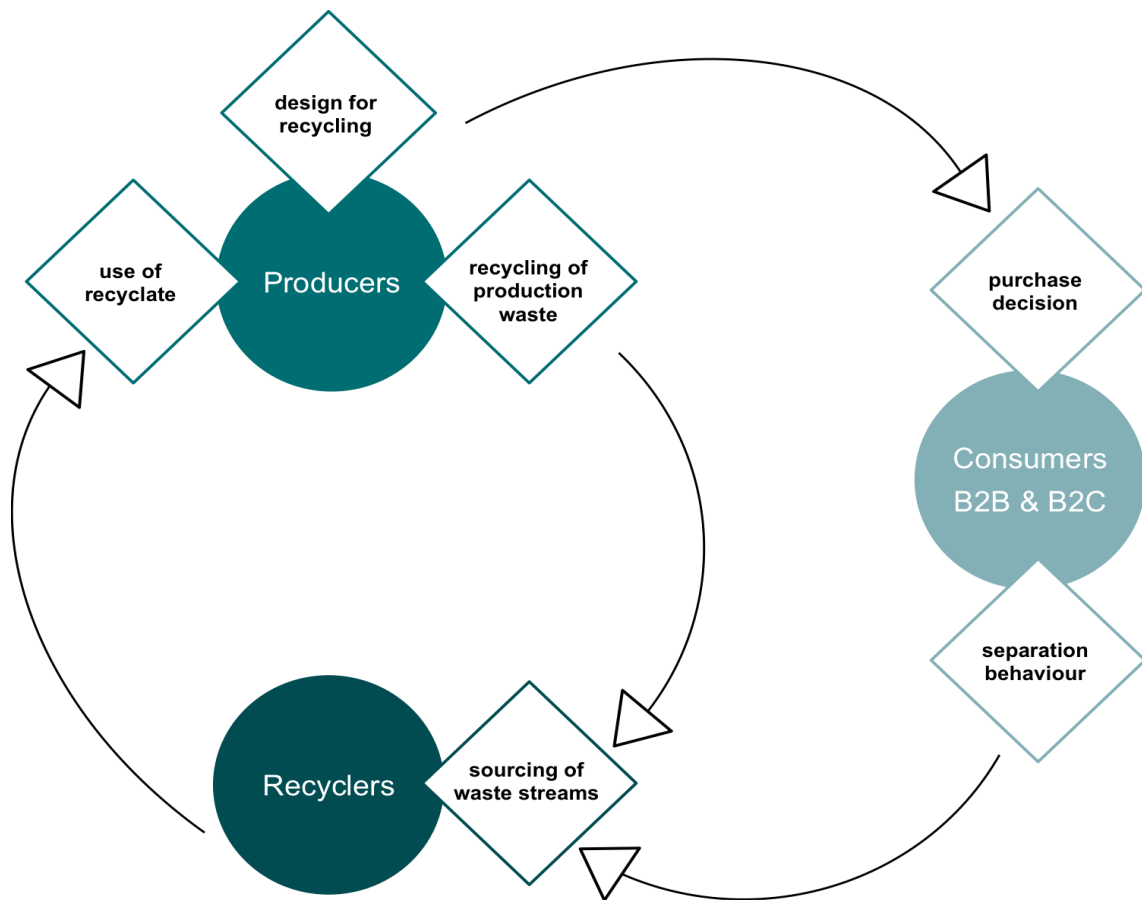 design for
recycling
use of
recyclate
Producers
recycling of
production
waste
purchase
decision
Consumers
B2B & B2C
separation
behaviour
Recyclers
sourcing of
waste streams